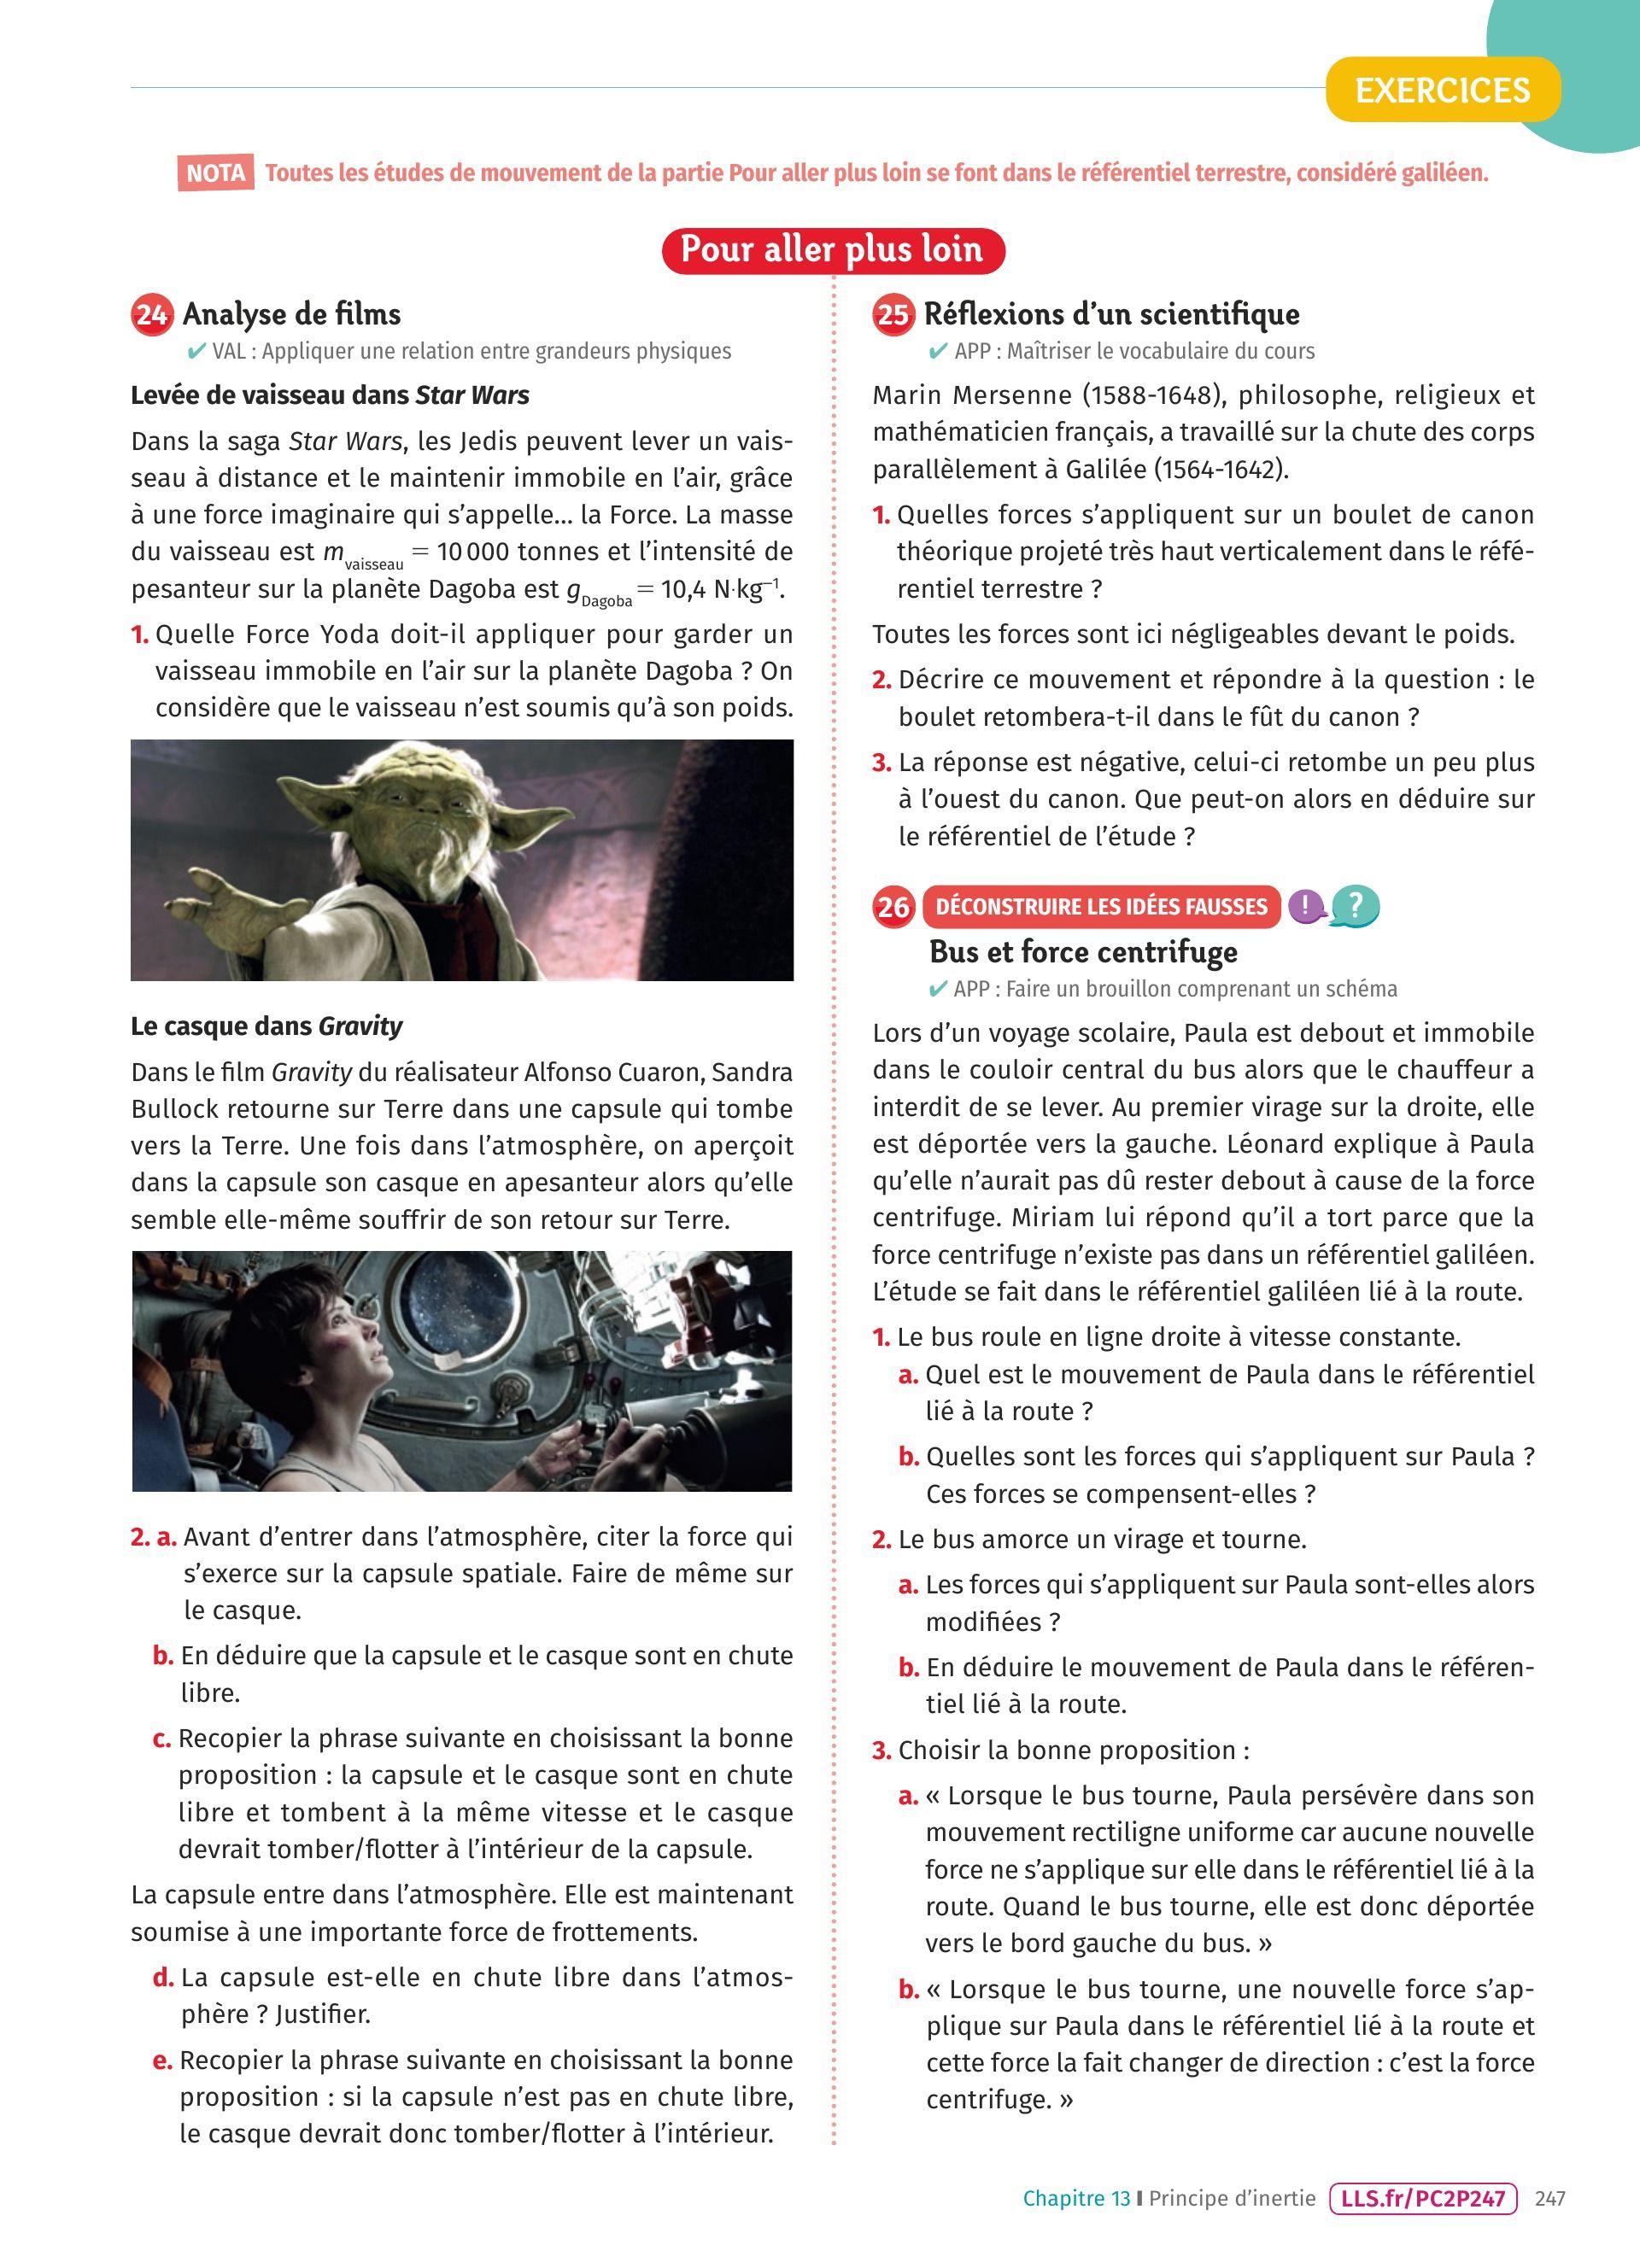 EXERCICES
NOTA Toutes les études de mouvement de la partie Pour aller plus loin se font dans le référentiel terrestre, considéré galiléen.
Pour aller plus loin
24 Analyse de films
✔ VAL : Appliquer une relation entre grandeurs physiques
Levée de vaisseau dans Star Wars
Dans la saga Star Wars, les Jedis peuvent lever un vais-
seau à distance et le maintenir immobile en l’air, grâce
à une force imaginaire qui s’appelle... la Force. La masse
du vaisseau est m_vaisseau = 10 000 tonnes et l’intensité de
pesanteur sur la planète Dagoba est g_Dagoba = 10,4 N·kg⁻¹.
1. Quelle Force Yoda doit-il appliquer pour garder un
vaisseau immobile en l’air sur la planète Dagoba ? On
considère que le vaisseau n’est soumis qu’à son poids.
Le casque dans Gravity
Dans le film Gravity du réalisateur Alfonso Cuaron, Sandra
Bullock retourne sur Terre dans une capsule qui tombe
vers la Terre. Une fois dans l’atmosphère, on aperçoit
dans la capsule son casque en apesanteur alors qu’elle
semble elle-même souffrir de son retour sur Terre.
2. a. Avant d’entrer dans l’atmosphère, citer la force qui
s’exerce sur la capsule spatiale. Faire de même sur
le casque.
b. En déduire que la capsule et le casque sont en chute
libre.
c. Recopier la phrase suivante en choisissant la bonne
proposition : la capsule et le casque sont en chute
libre et tombent à la même vitesse et le casque
devrait tomber/flotter à l’intérieur de la capsule.
La capsule entre dans l’atmosphère. Elle est maintenant
soumise à une importante force de frottements.
d. La capsule est-elle en chute libre dans l’atmos-
phère ? Justifier.
e. Recopier la phrase suivante en choisissant la bonne
proposition : si la capsule n’est pas en chute libre,
le casque devrait donc tomber/flotter à l’intérieur.
25 Réflexions d’un scientifique
✔ APP : Maîtriser le vocabulaire du cours
Marin Mersenne (1588-1648), philosophe, religieux et
mathématicien français, a travaillé sur la chute des corps
parallèlement à Galilée (1564-1642).
1. Quelles forces s’appliquent sur un boulet de canon
théorique projeté très haut verticalement dans le réfé-
rentiel terrestre ?
Toutes les forces sont ici négligeables devant le poids.
2. Décrire ce mouvement et répondre à la question : le
boulet retombera-t-il dans le fût du canon ?
3. La réponse est négative, celui-ci retombe un peu plus
à l’ouest du canon. Que peut-on alors en déduire sur
le référentiel de l’étude ?
26 DÉCONSTRUIRE LES IDÉES FAUSSES ! ?
Bus et force centrifuge
✔ APP : Faire un brouillon comprenant un schéma
Lors d’un voyage scolaire, Paula est debout et immobile
dans le couloir central du bus alors que le chauffeur a
interdit de se lever. Au premier virage sur la droite, elle
est déportée vers la gauche. Léonard explique à Paula
qu’elle n’aurait pas dû rester debout à cause de la force
centrifuge. Miriam lui répond qu’il a tort parce que la
force centrifuge n’existe pas dans un référentiel galiléen.
L’étude se fait dans le référentiel galiléen lié à la route.
1. Le bus roule en ligne droite à vitesse constante.
a. Quel est le mouvement de Paula dans le référentiel
lié à la route ?
b. Quelles sont les forces qui s’appliquent sur Paula ?
Ces forces se compensent-elles ?
2. Le bus amorce un virage et tourne.
a. Les forces qui s’appliquent sur Paula sont-elles alors
modifiées ?
b. En déduire le mouvement de Paula dans le référen-
tiel lié à la route.
3. Choisir la bonne proposition :
a. « Lorsque le bus tourne, Paula persévère dans son
mouvement rectiligne uniforme car aucune nouvelle
force ne s’applique sur elle dans le référentiel lié à la
route. Quand le bus tourne, elle est donc déportée
vers le bord gauche du bus. »
b. « Lorsque le bus tourne, une nouvelle force s’ap-
plique sur Paula dans le référentiel lié à la route et
cette force la fait changer de direction : c’est la force
centrifuge. »
Chapitre 13 I Principe d’inertie LLS.fr/PC2P247 247